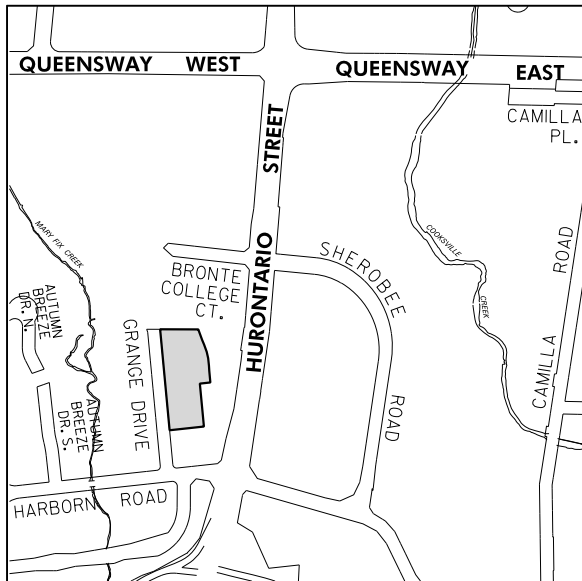 QUEENSWAY WEST
QUEENSWAY EAST
CAMILLA
PL.
HURONTARIO STREET
MARY FIX CREEK
COOKSVILLE
CREEK
SHEROBEE
ROAD
BRONTE
COLLEGE
CT.
CAMILLA ROAD
AUTUMN
BREEZE
DR. N.
GRANGE DRIVE
AUTUMN
BREEZE
DR. S.
HARBORN ROAD